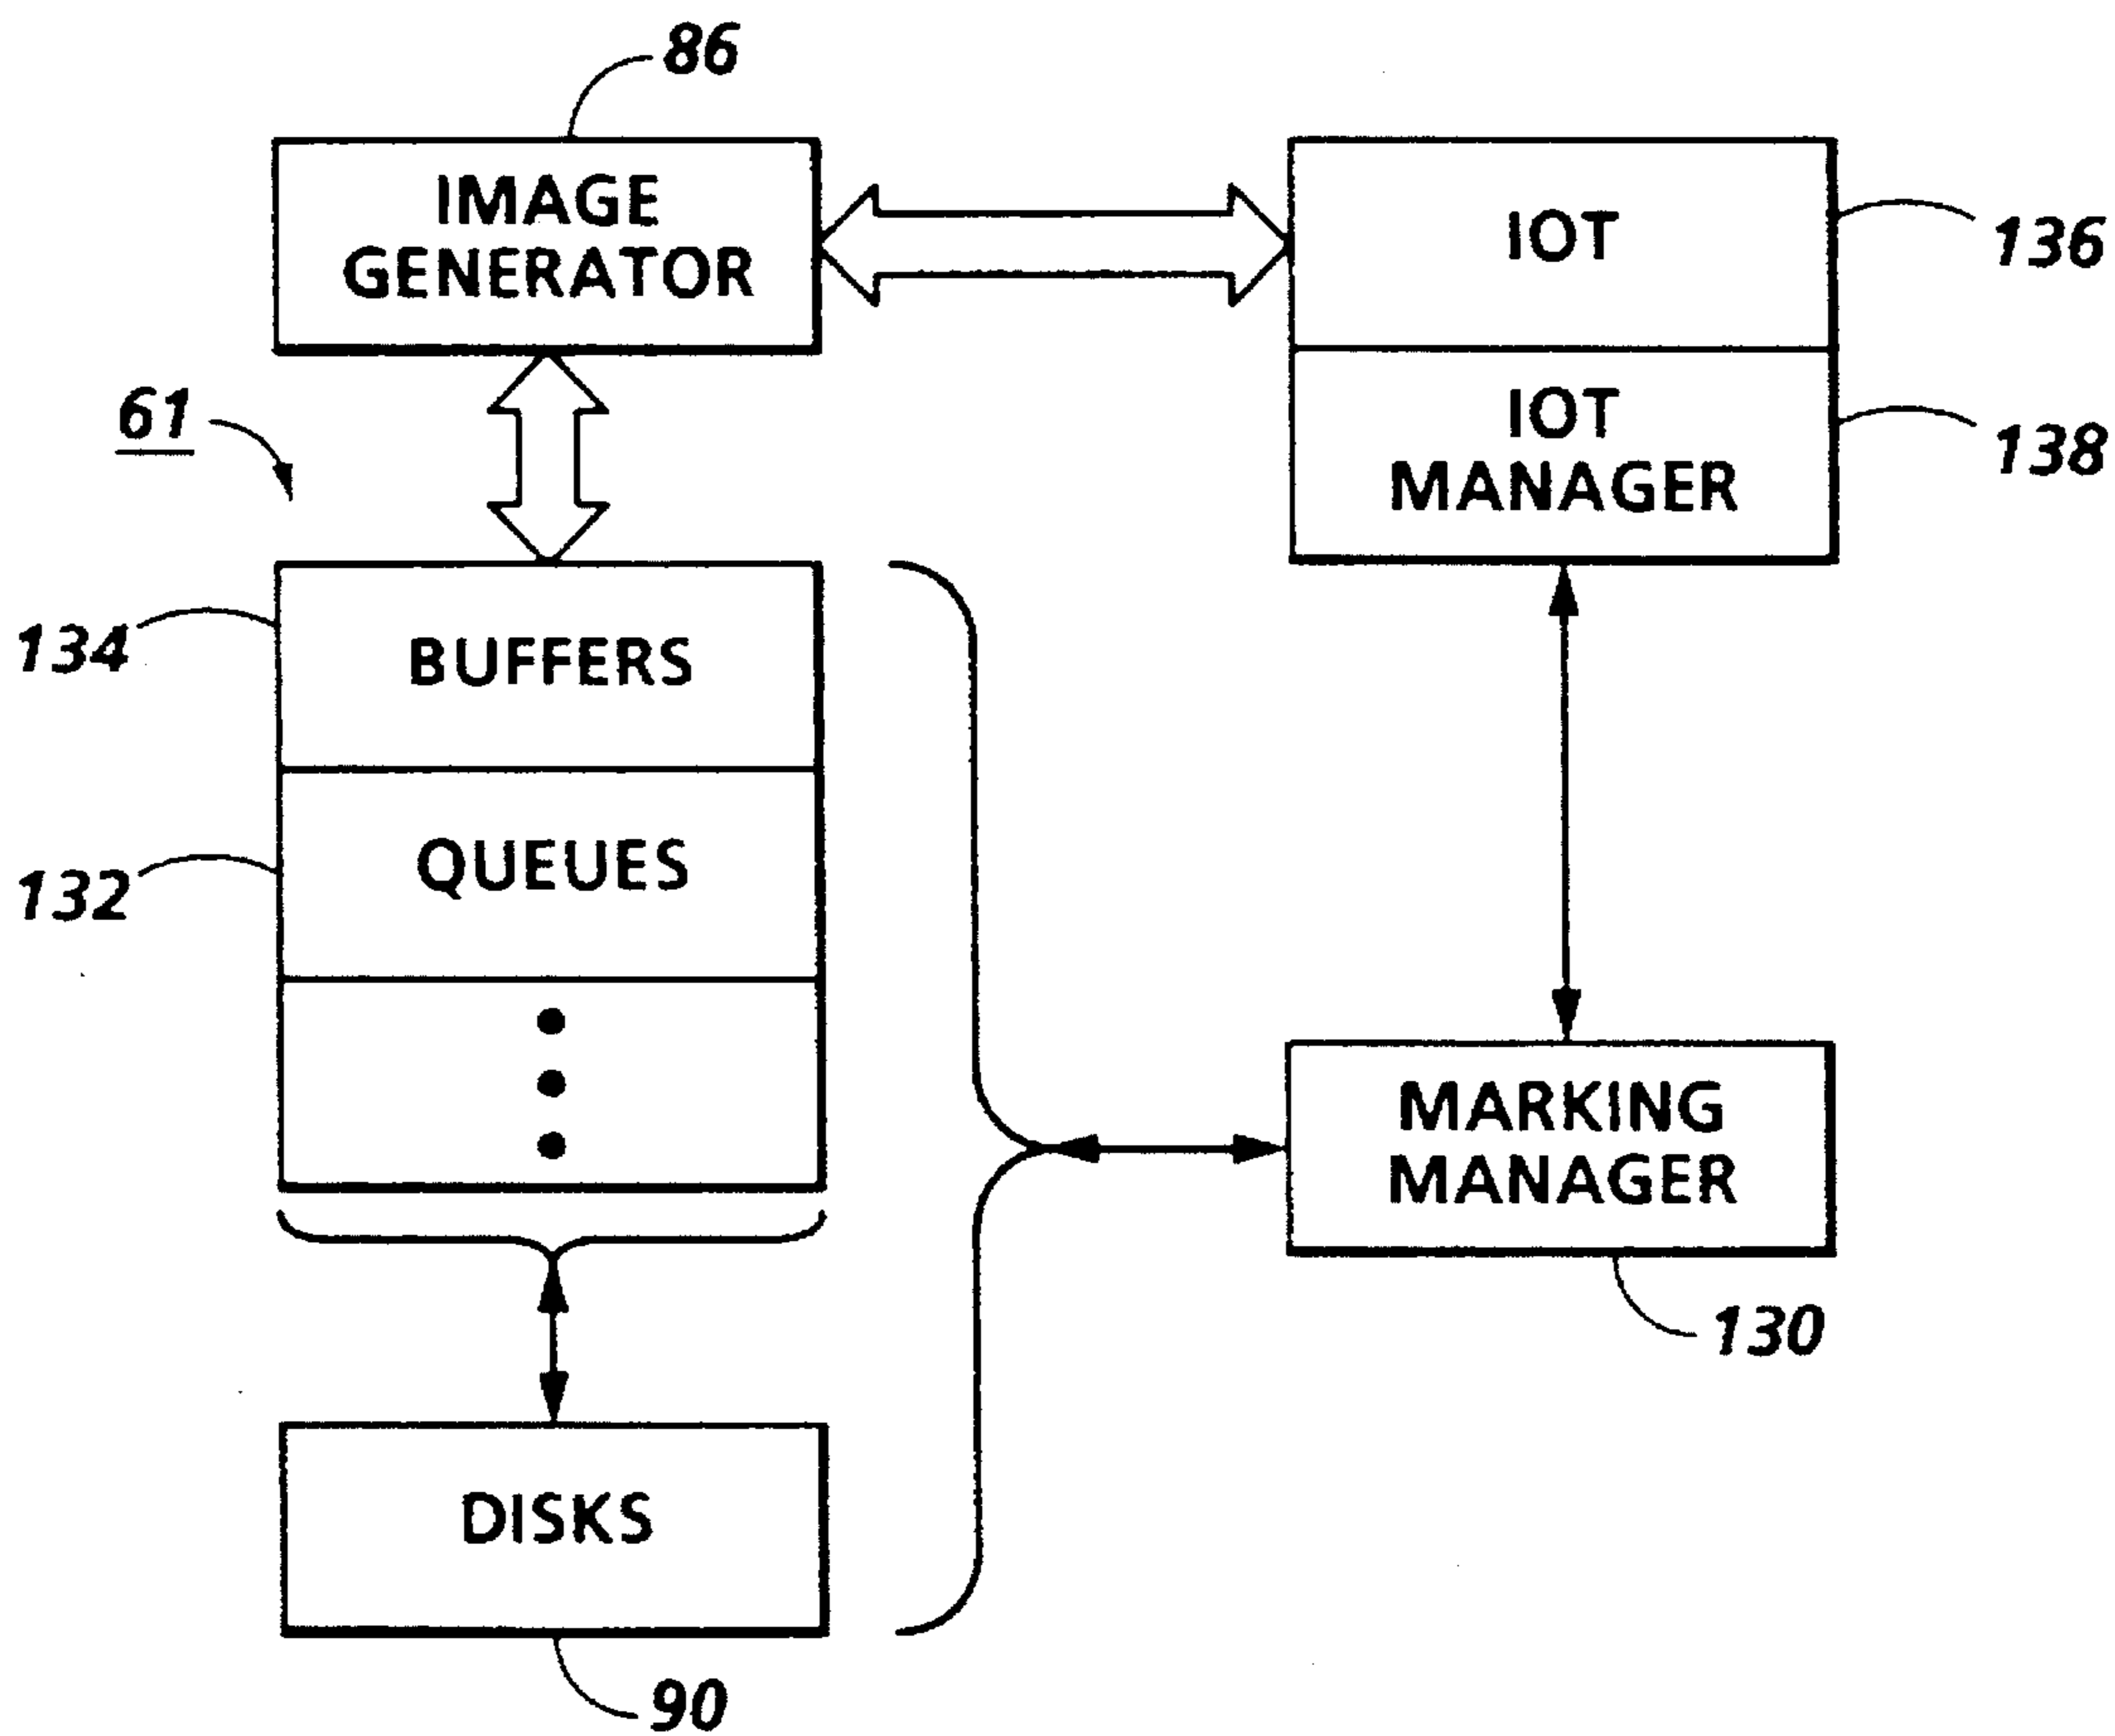 86
IMAGE
GENERATOR
IOT
136
61
IOT
MANAGER
138
134
BUFFERS
132
QUEUES
MARKING
MANAGER
130
DISKS
90